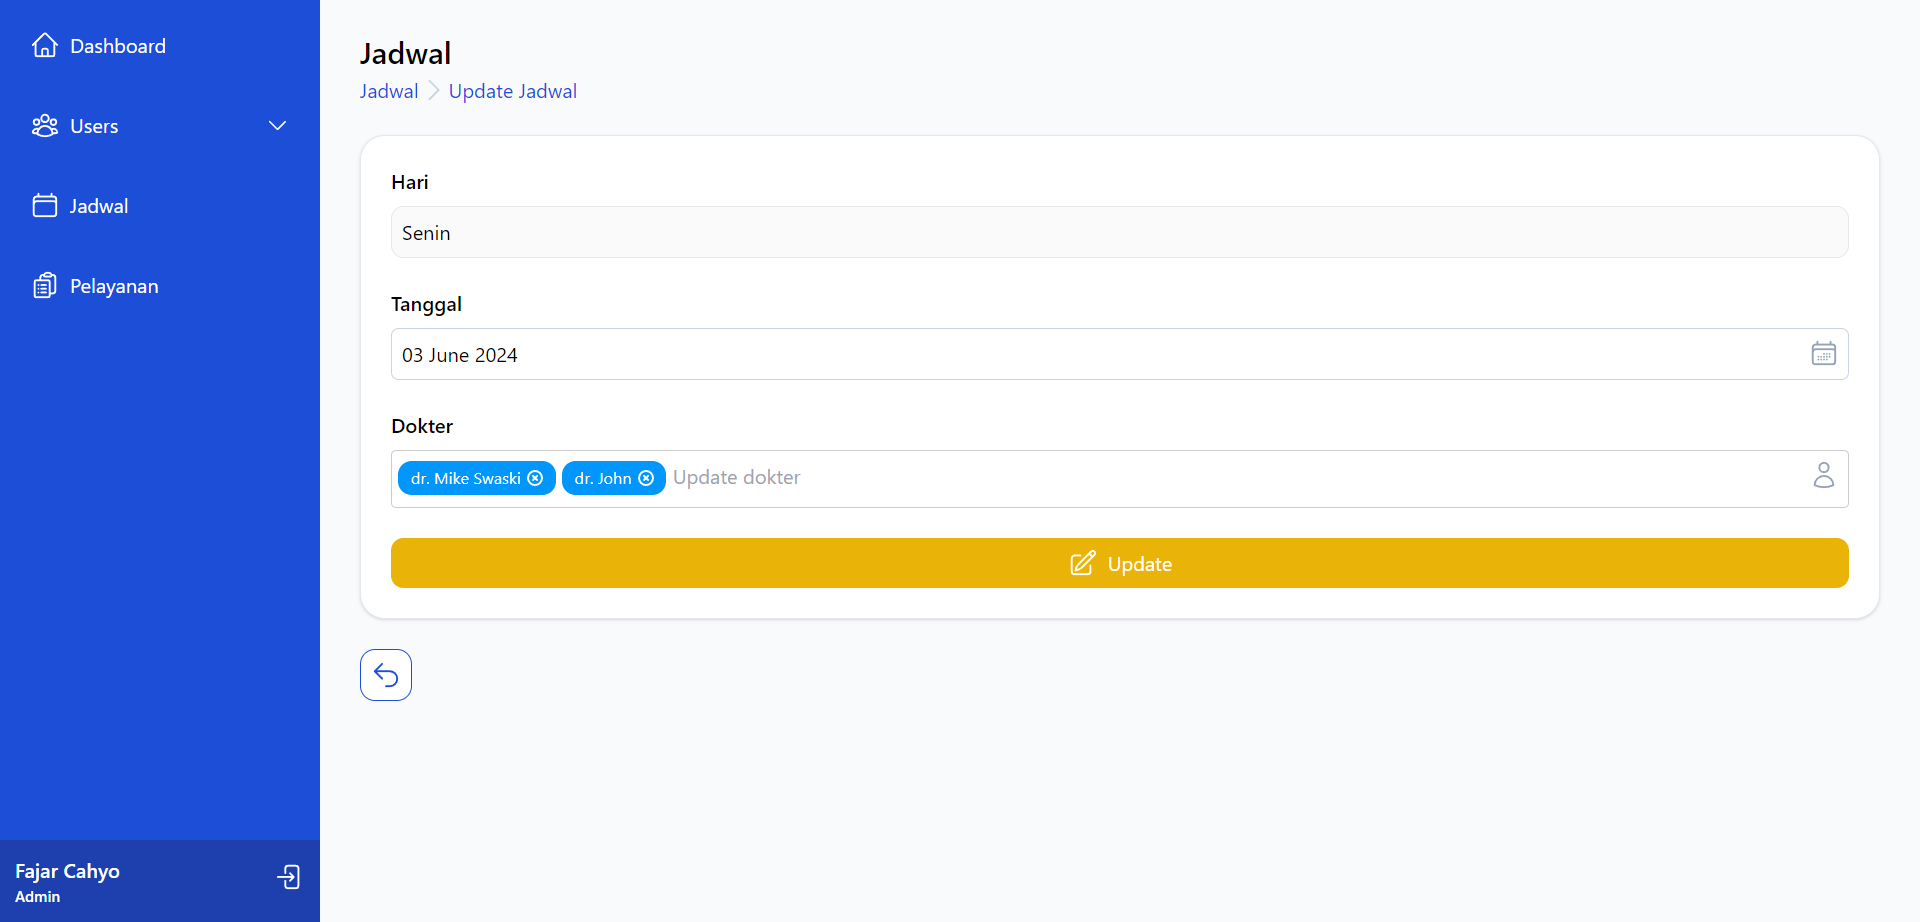 Dashboard
Users
Jadwal
Pelayanan
Fajar Cahyo
Admin
Jadwal
Jadwal Update Jadwal
Hari
Senin
Tanggal
03 June 2024
Dokter
dr. Mike Swaski dr. John Update dokter
Update